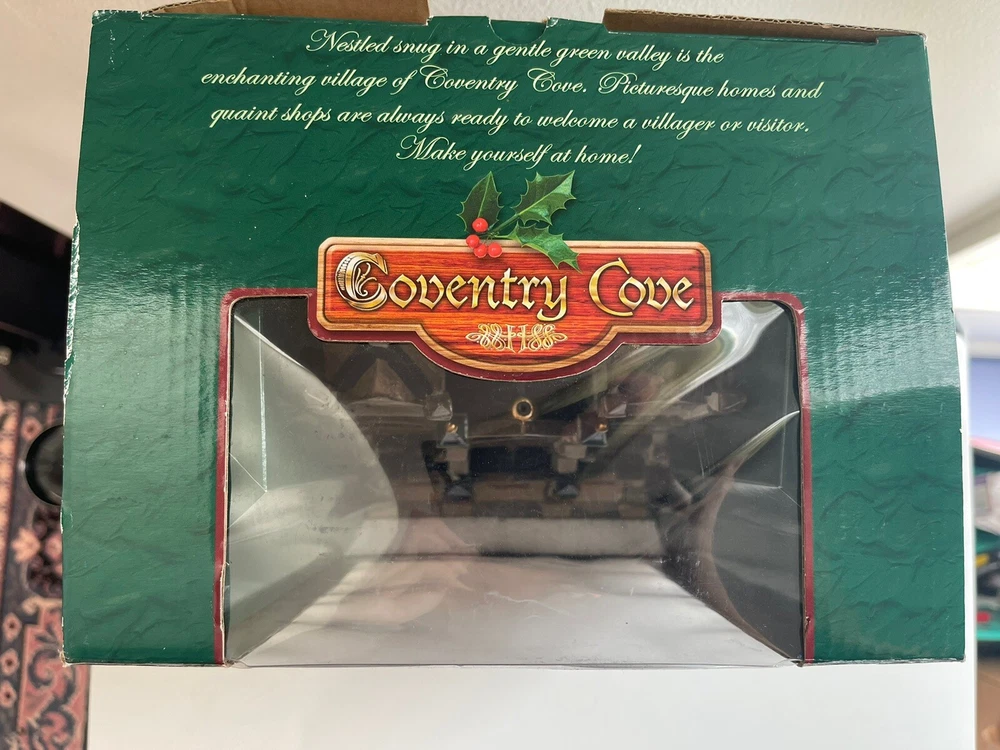 Nestled snug in a gentle green valley is the
enchanting village of Coventry Cove. Picturesque homes and
quaint shops are always ready to welcome a villager or visitor.
Make yourself at home!
Coventry Cove